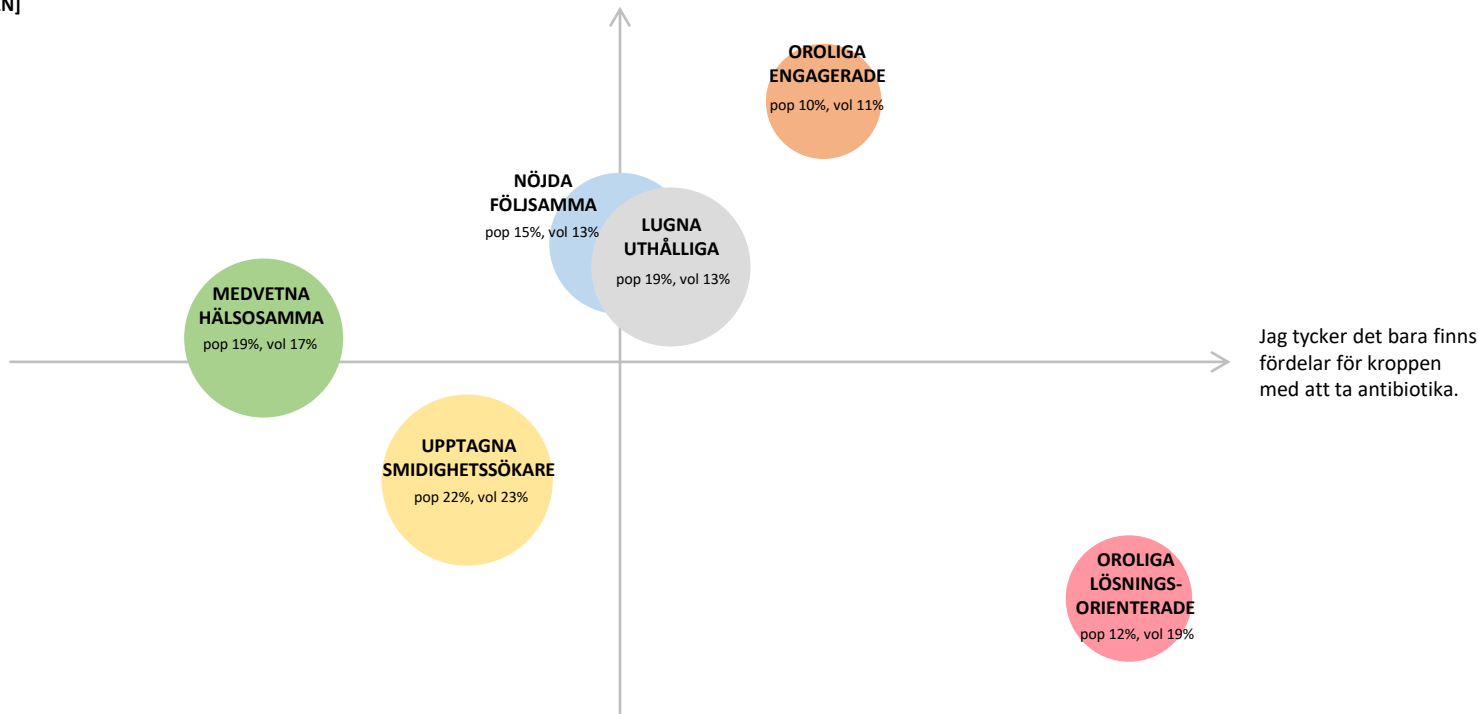 N]
OROLIGA
ENGAGERADE
pop 10%, vol 11%
NÖJDA
FÖLJSAMMA
pop 15%, vol 13%
LUGNA
UTHÅLLIGA
pop 19%, vol 13%
MEDVETNA
HÄLSOSAMMA
pop 19%, vol 17%
Jag tycker det bara finns
fördelar för kroppen
med att ta antibiotika.
UPPTAGNA
SMIDIGHETSSÖKARE
pop 22%, vol 23%
OROLIGA
LÖSNINGS-
ORIENTERADE
pop 12%, vol 19%